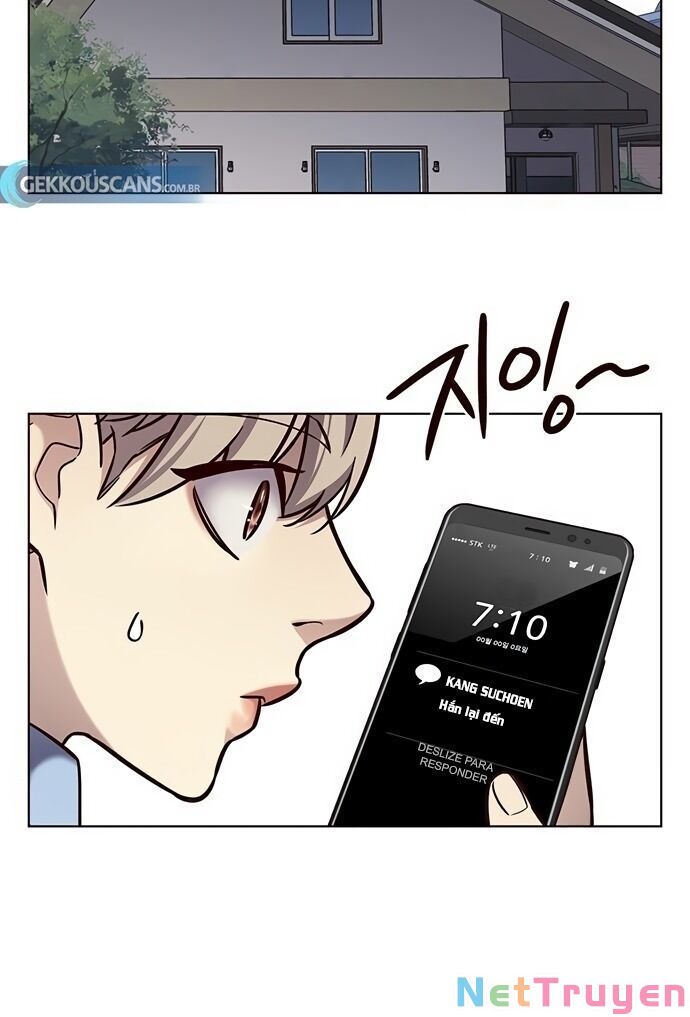 GEKKOUSCANS.COM.BR
지잉~
••••• STK LTE 7:10
7:10
00월 00일 0요일
KANG SUCHOEN
Hắn lại đến
DESLIZE PARA
RESPONDER
NetTruyen